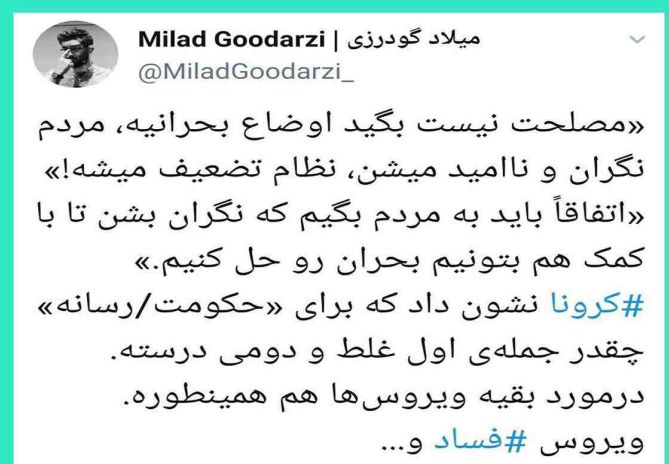 Milad Goodarzi | میلاد گودرزی
@MiladGoodarzi_
«مصلحت نیست بگید اوضاع بحرانیه، مردم
نگران و ناامید میشن، نظام تضعیف میشه!»
«اتفاقاً باید به مردم بگیم که نگران بشن تا با
کمک هم بتونیم بحران رو حل کنیم.»
#کرونا نشون داد که برای «حکومت/رسانه»
چقدر جمله‌ی اول غلط و دومی درسته.
درمورد بقیه ویروس‌ها هم همینطوره.
ویروس #فساد و...